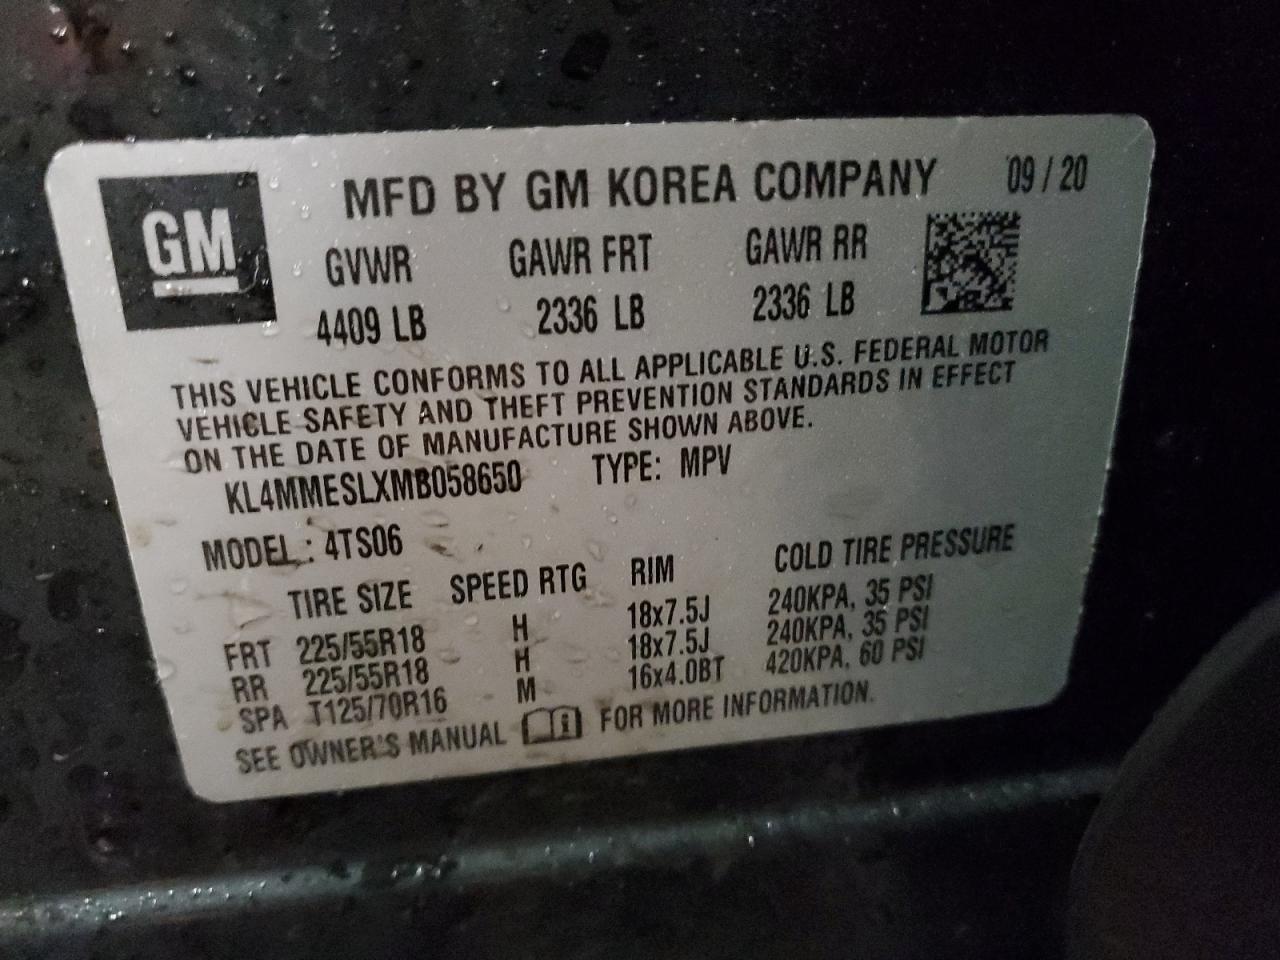 GM
MFD BY GM KOREA COMPANY 09/20
GVWR GAWR FRT GAWR RR
4409 LB 2336 LB 2336 LB
THIS VEHICLE CONFORMS TO ALL APPLICABLE U.S. FEDERAL MOTOR
VEHICLE SAFETY AND THEFT PREVENTION STANDARDS IN EFFECT
ON THE DATE OF MANUFACTURE SHOWN ABOVE.
KL4MMESLXMB058650 TYPE: MPV
MODEL: 4TS06
TIRE SIZE SPEED RTG RIM COLD TIRE PRESSURE
FRT 225/55R18 H 18x7.5J 240KPA, 35 PSI
RR 225/55R18 H 18x7.5J 240KPA, 35 PSI
SPA T125/70R16 M 16x4.0BT 420KPA, 60 PSI
SEE OWNER'S MANUAL FOR MORE INFORMATION.